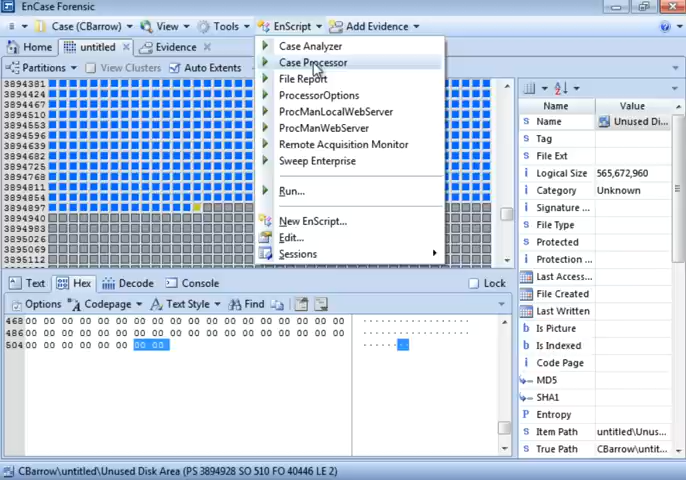 EnCase Forensic
Case (CBarrow) View Tools EnScript Add Evidence
Home untitled Evidence
Partitions View Clusters Auto Extents
Case Analyzer
Case Processor
File Report
ProcessorOptions
ProcManLocalWebServer
ProcManWebServer
Remote Acquisition Monitor
Sweep Enterprise
Run...
New EnScript...
Edit...
Sessions
3894381
3894424
3894467
3894510
3894553
3894596
3894639
3894682
3894725
3894768
3894811
3894854
3894897
3894940
3894983
3895026
3895069
3895112
Text Hex Decode Console Lock
Options Codepage Text Style Find
468 00 00 00 00 00 00 00 00 00 00 00 00 00 00 00 00 00 00 ··················
486 00 00 00 00 00 00 00 00 00 00 00 00 00 00 00 00 00 00 ··················
504 00 00 00 00 00 00 00 00 ········
Name Value
Name Unused Dis...
Tag
File Ext
Logical Size 565,672,960
Category Unknown
Signature ...
File Type
Protected
Protection ...
Last Access...
File Created
Last Written
Is Picture
Is Indexed
Code Page
MD5
SHA1
Entropy
Item Path untitled\Unus...
True Path CBarrow\untit...
CBarrow\untitled\Unused Disk Area (PS 3894928 SO 510 FO 40446 LE 2)